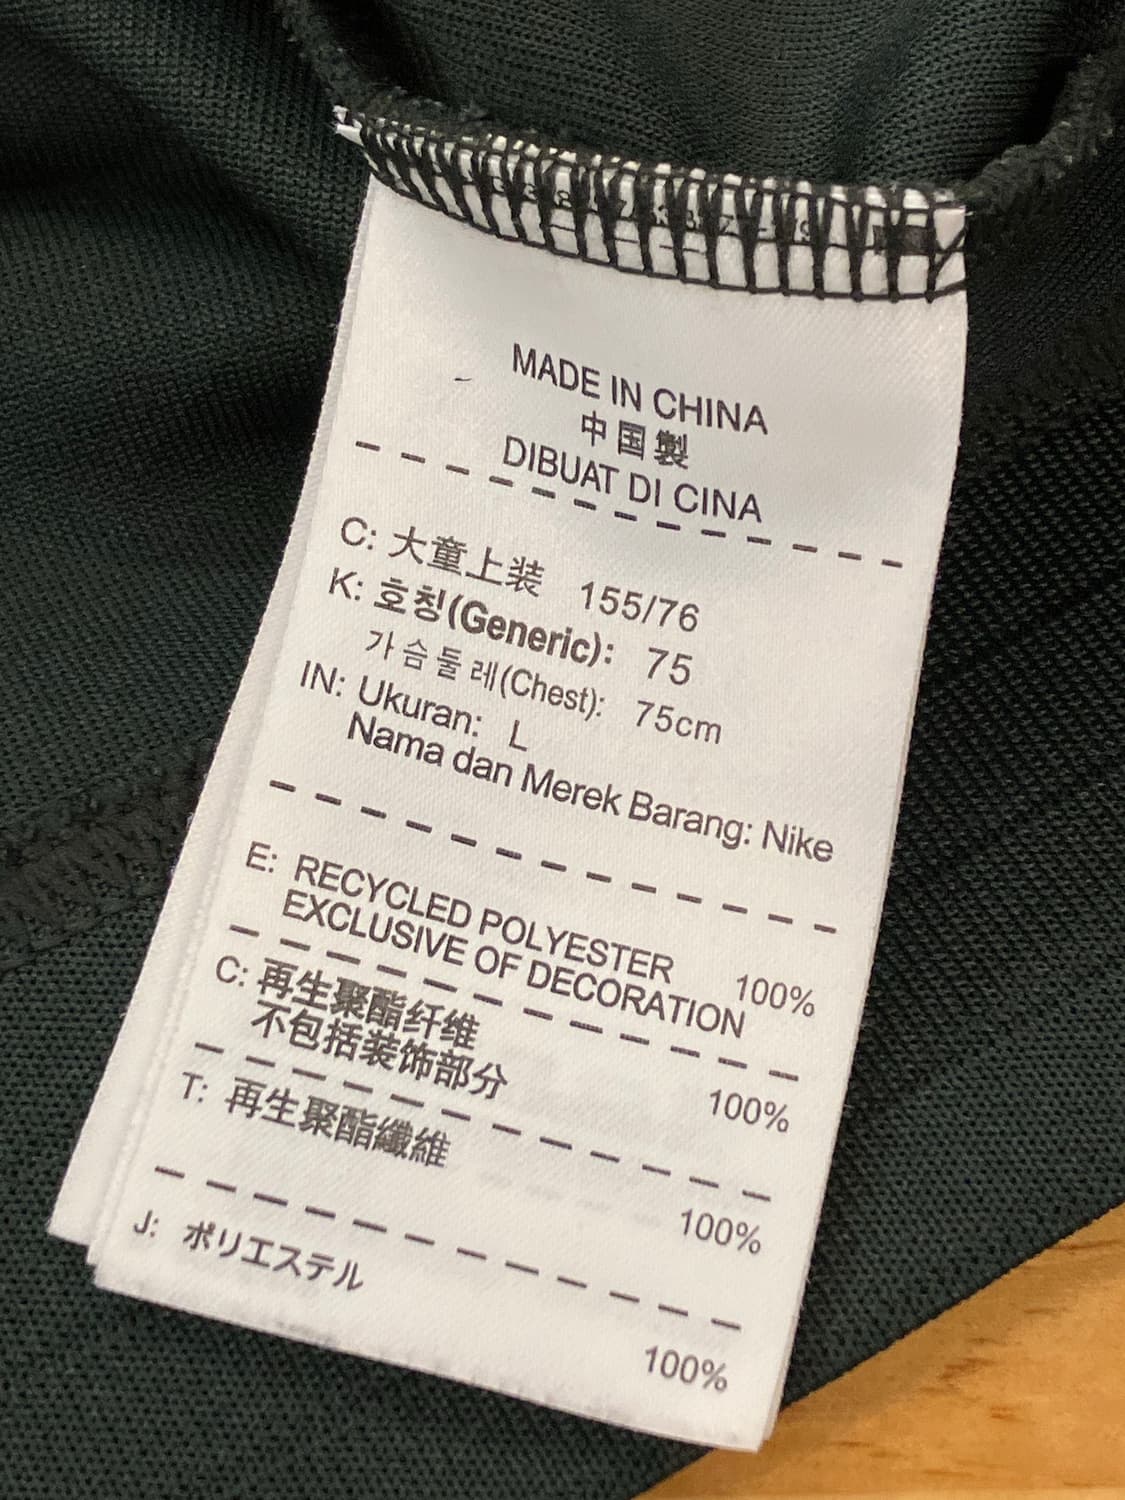 MADE IN CHINA
中国製
DIBUAT DI CINA
C: 大童上装 155/76
K: 호칭(Generic): 75
가슴둘레(Chest): 75cm
IN: Ukuran: L
Nama dan Merek Barang: Nike
E: RECYCLED POLYESTER 100%
EXCLUSIVE OF DECORATION
C: 再生聚酯纤维 100%
不包括装饰部分
T: 再生聚酯纖維 100%
J: ポリエステル 100%